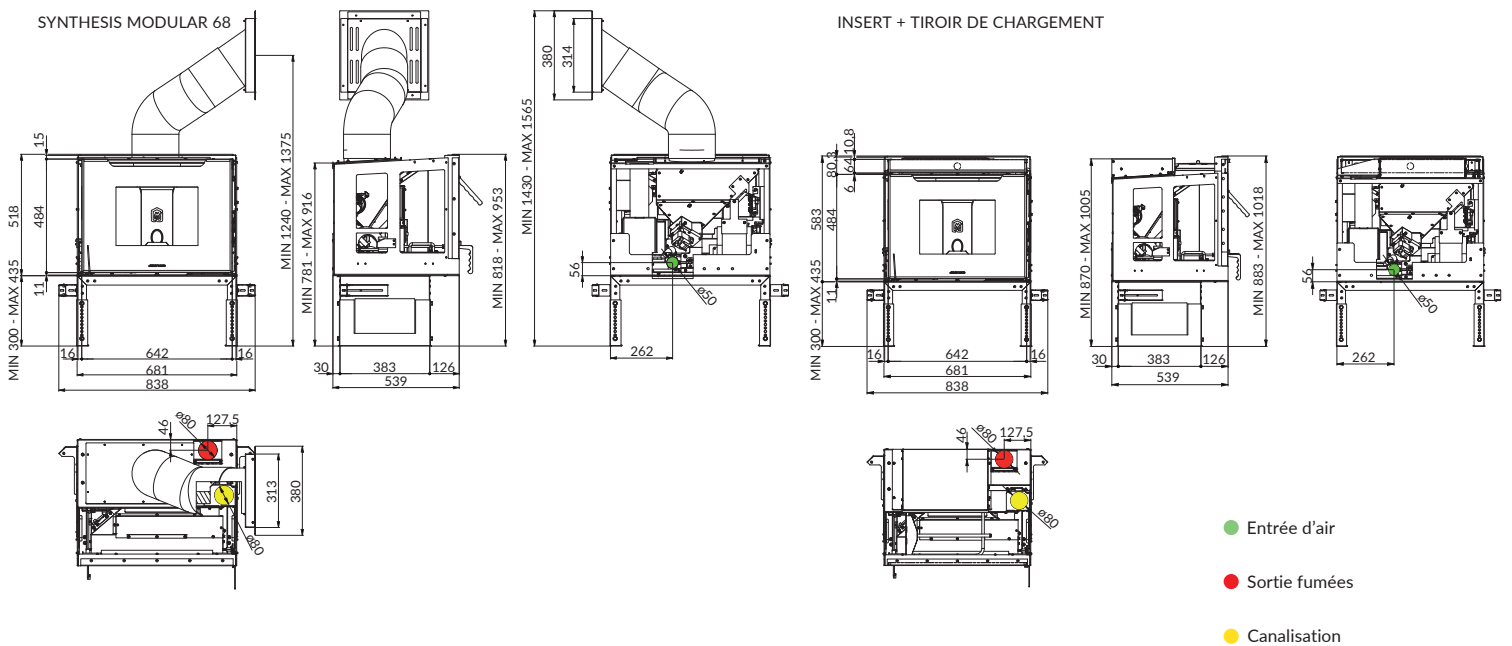 SYNTHESIS MODULAR 68
INSERT + TIROIR DE CHARGEMENT
15
518
484
11
MIN 300 - MAX 435
16
642
16
681
838
MIN 1240 - MAX 1375
MIN 781 - MAX 916
MIN 818 - MAX 953
30
383
126
539
MIN 1430 - MAX 1565
380
314
56
ø50
262
80.3
64
10.8
6
583
484
11
MIN 300 - MAX 435
16
642
16
681
838
MIN 870 - MAX 1005
MIN 883 - MAX 1018
30
383
126
539
56
ø50
262
46
ø80
127,5
313
380
ø80
46
ø80
127,5
ø80
Entrée d’air
Sortie fumées
Canalisation